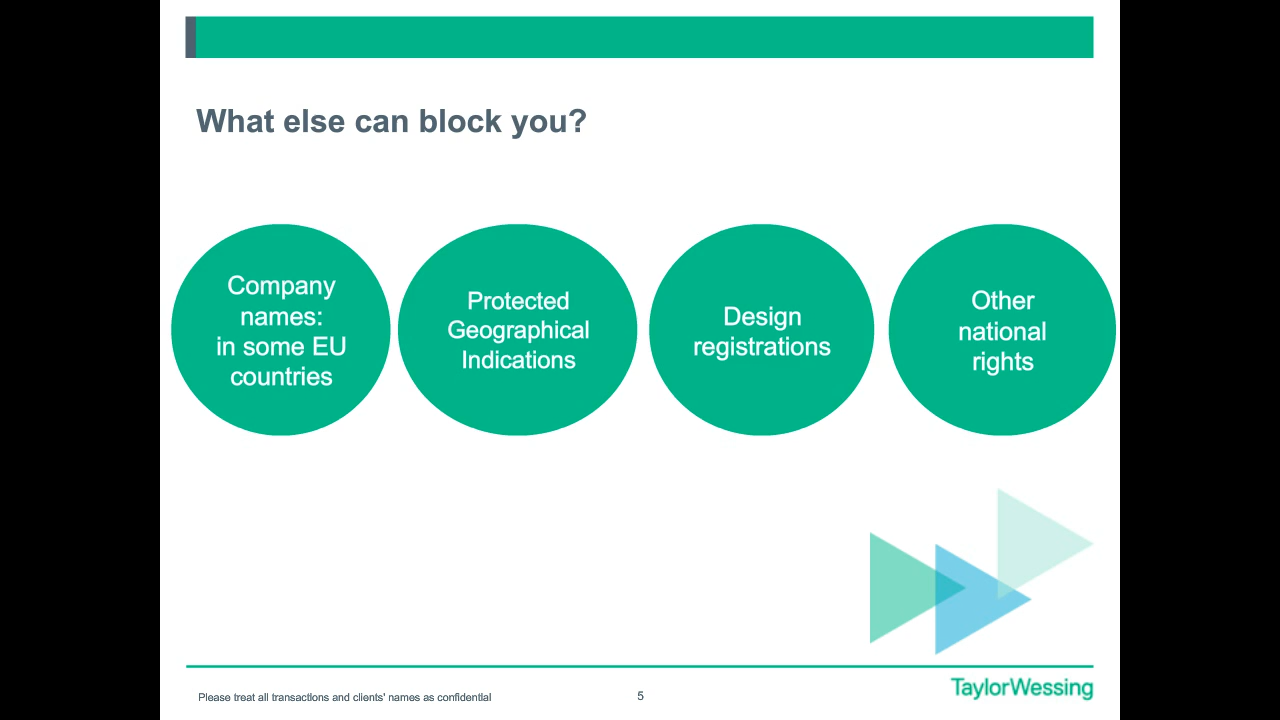 What else can block you?
Company
names:
in some EU
countries
Protected
Geographical
Indications
Design
registrations
Other
national
rights
Please treat all transactions and clients' names as confidential
5
TaylorWessing